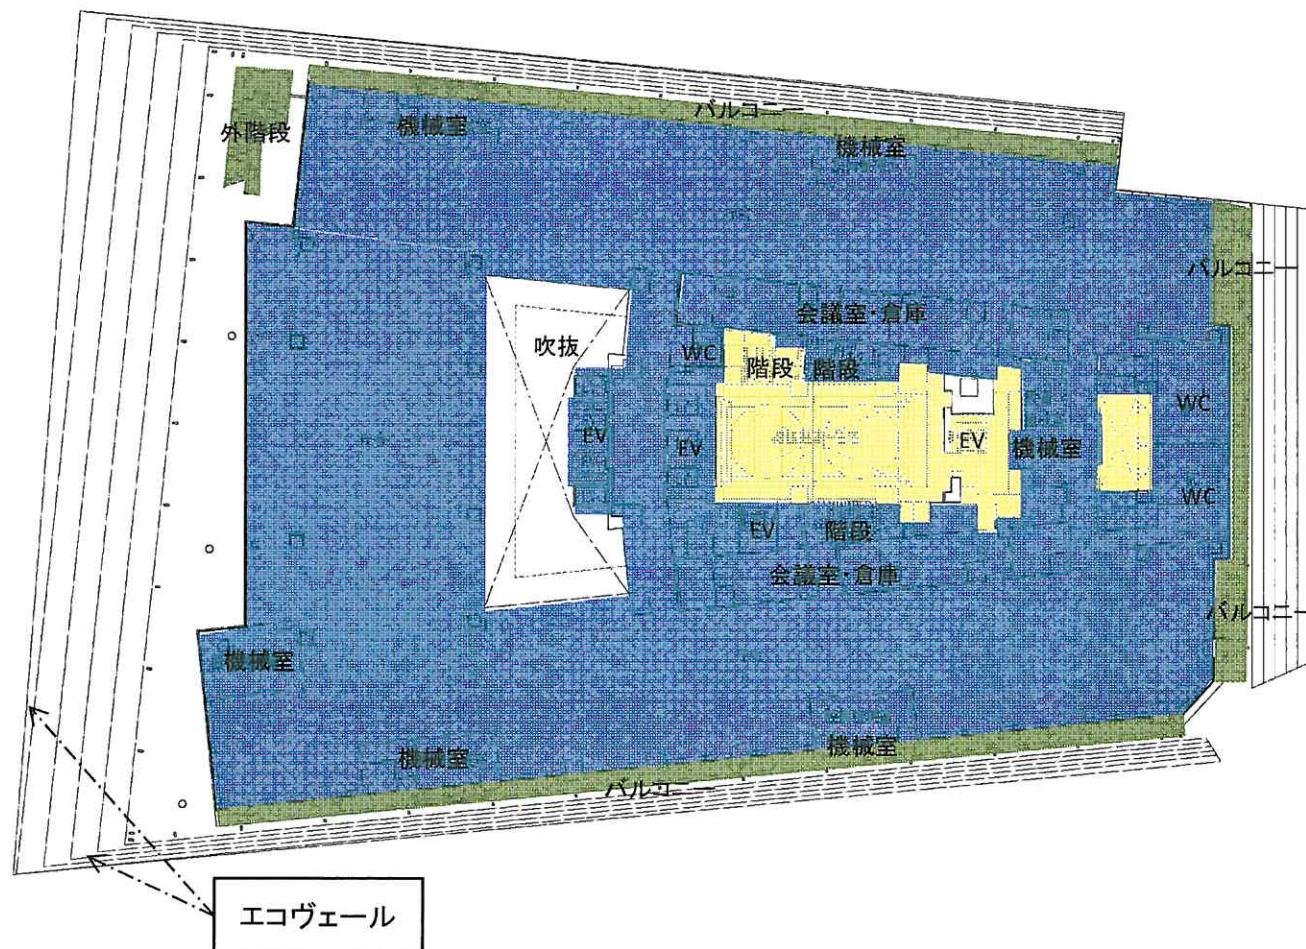 バルコニー
外階段
機械室
機械室
バルコニー
会議室・倉庫
吹抜
WC
階段
階段
WC
EV
EV
EV
機械室
WC
EV
階段
会議室・倉庫
バルコニー
機械室
機械室
機械室
バルコニー
エコヴェール